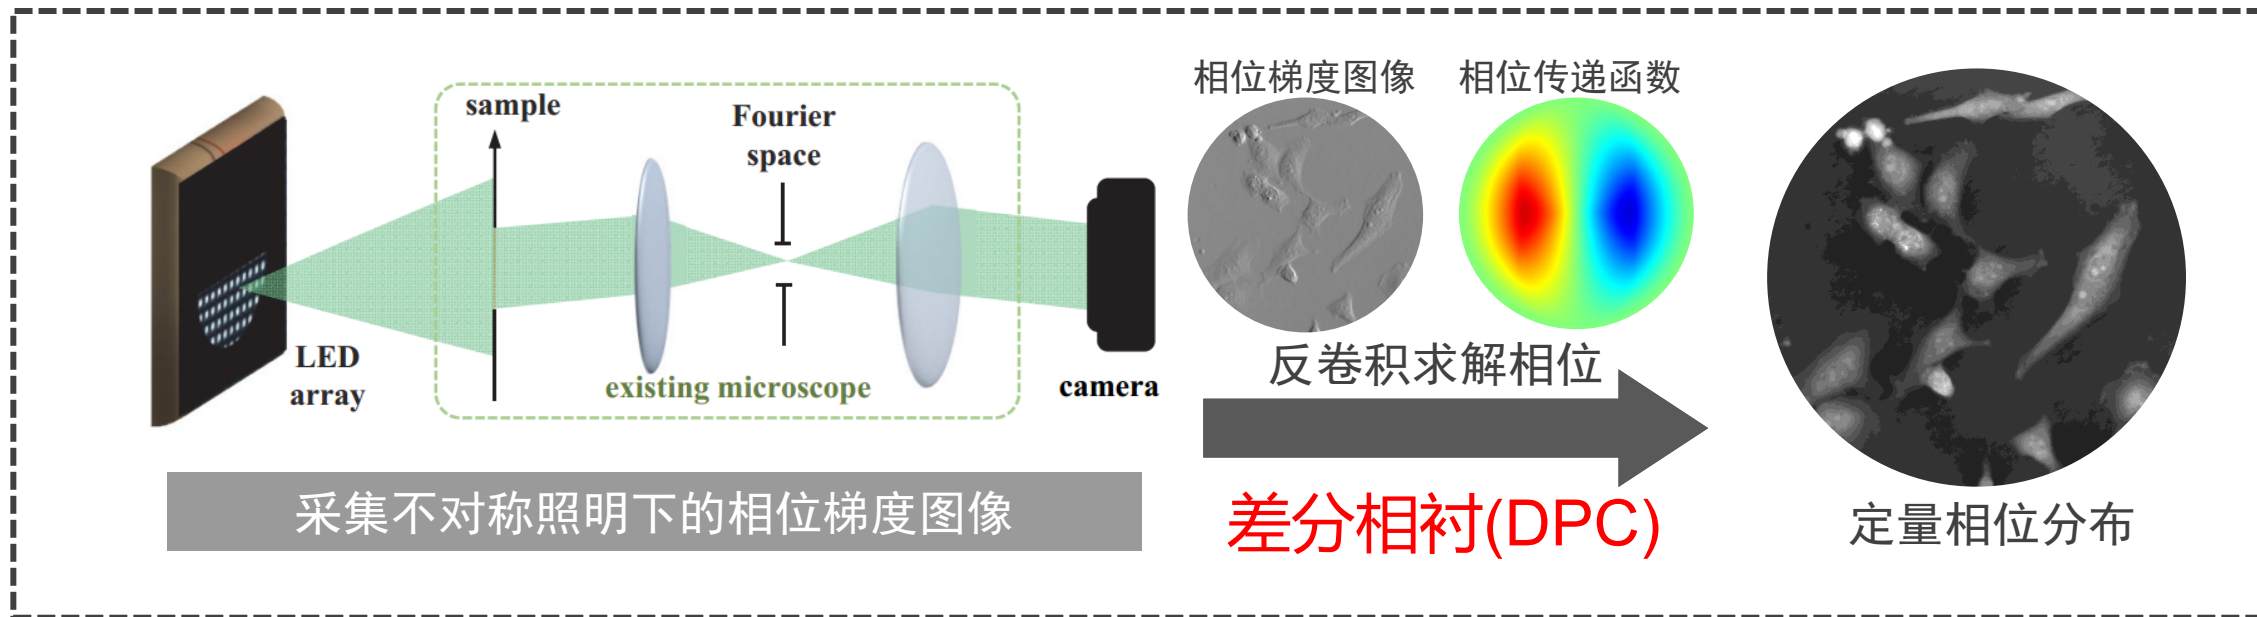 sample
Fourier
space
LED
array
existing microscope
camera
采集不对称照明下的相位梯度图像
相位梯度图像
相位传递函数
反卷积求解相位
差分相衬(DPC)
定量相位分布